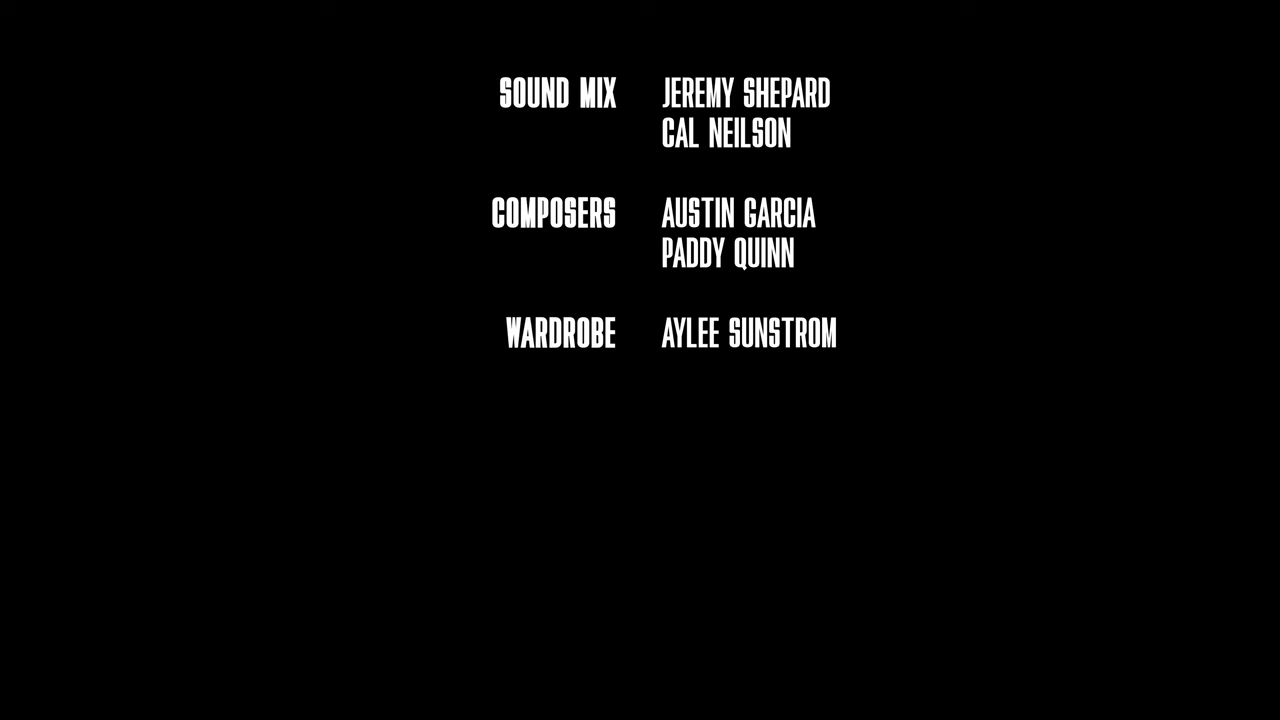 SOUND MIX JEREMY SHEPARD
CAL NEILSON
COMPOSERS AUSTIN GARCIA
PADDY QUINN
WARDROBE AYLEE SUNSTROM